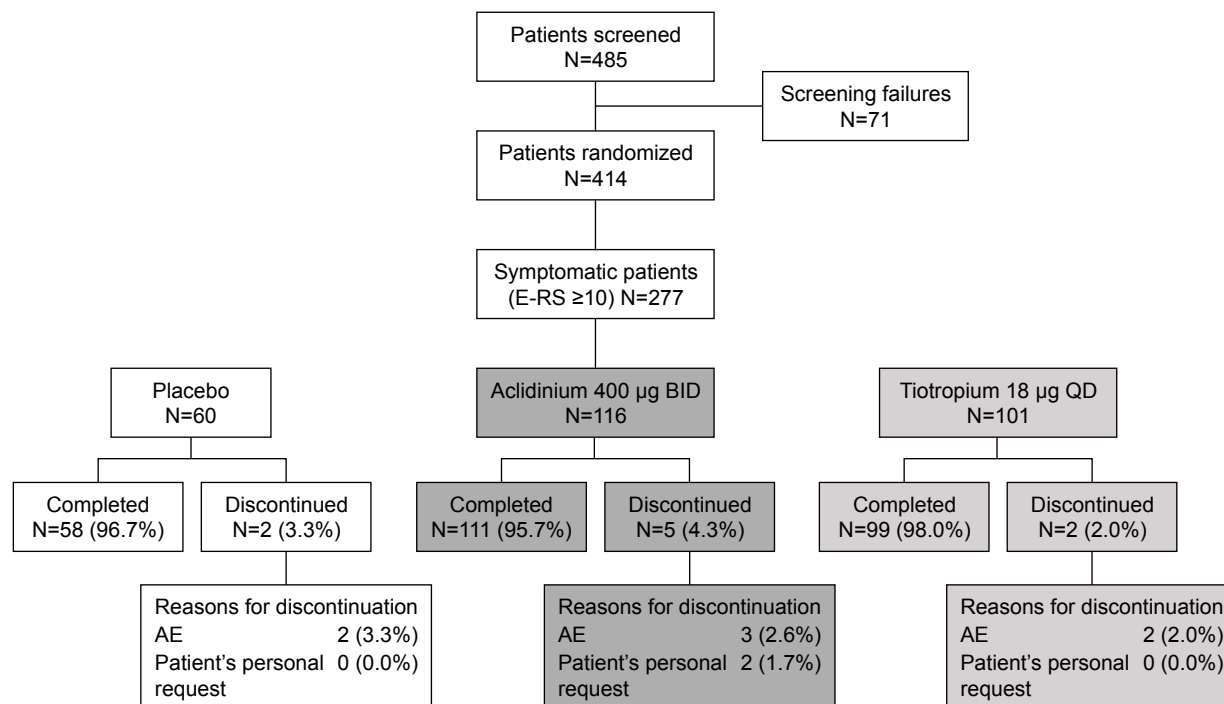 Patients screened
N=485
Screening failures
N=71
Patients randomized
N=414
Symptomatic patients
(E-RS ≥10) N=277
Placebo
N=60
Aclidinium 400 µg BID
N=116
Tiotropium 18 µg QD
N=101
Completed
N=58 (96.7%)
Discontinued
N=2 (3.3%)
Completed
N=111 (95.7%)
Discontinued
N=5 (4.3%)
Completed
N=99 (98.0%)
Discontinued
N=2 (2.0%)
Reasons for discontinuation
AE 2 (3.3%)
Patient’s personal 0 (0.0%)
request
Reasons for discontinuation
AE 3 (2.6%)
Patient’s personal 2 (1.7%)
request
Reasons for discontinuation
AE 2 (2.0%)
Patient’s personal 0 (0.0%)
request